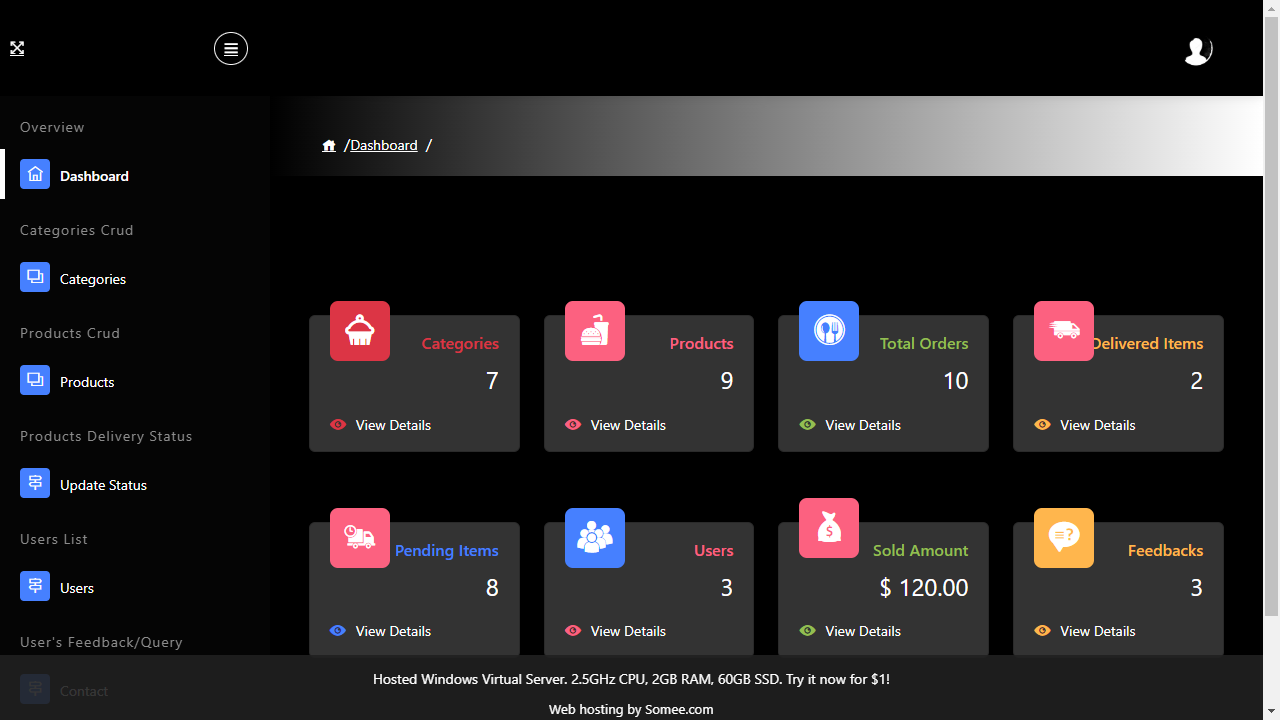 Overview
/Dashboard /
Dashboard
Categories Crud
Categories
Products Crud
Products
Products Delivery Status
Update Status
Users List
Users
User's Feedback/Query
Contact
Categories
7
View Details
Products
9
View Details
Total Orders
10
View Details
Delivered Items
2
View Details
Pending Items
8
View Details
Users
3
View Details
Sold Amount
$ 120.00
View Details
Feedbacks
3
View Details
Hosted Windows Virtual Server. 2.5GHz CPU, 2GB RAM, 60GB SSD. Try it now for $1!
Web hosting by Somee.com